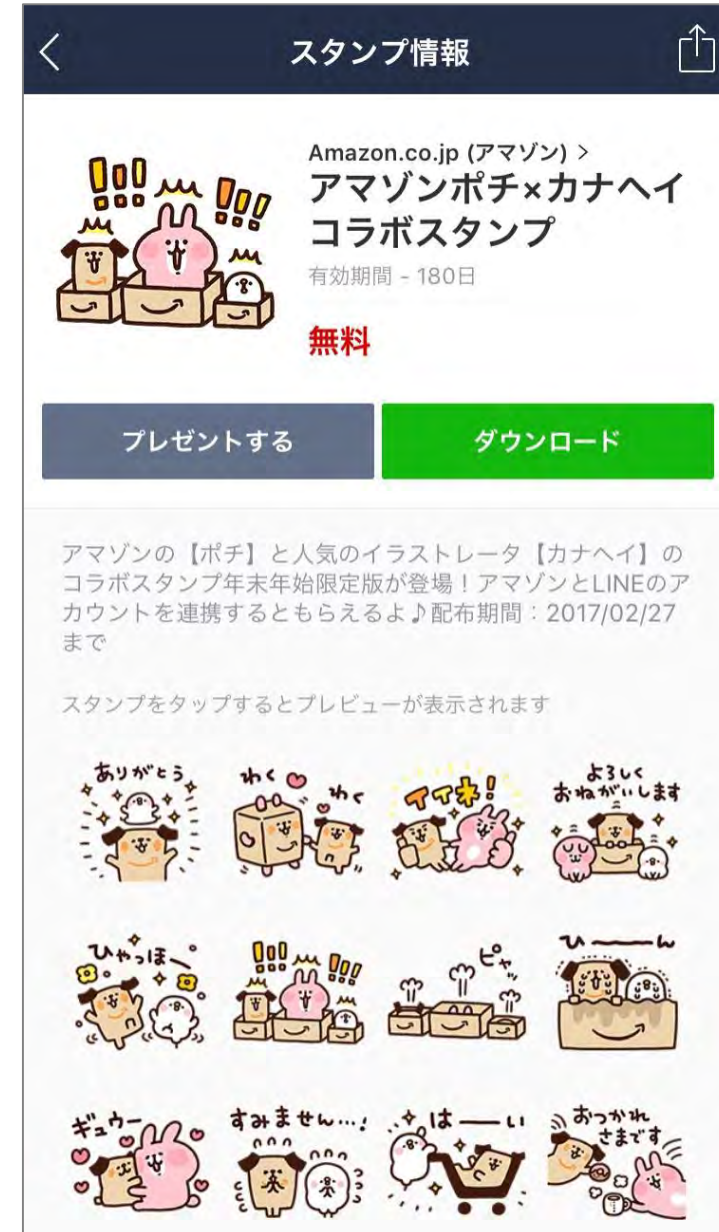 スタンプ情報
Amazon.co.jp (アマゾン) >
アマゾンポチ×カナヘイ
コラボスタンプ
有効期間 - 180日
無料
プレゼントする
ダウンロード
アマゾンの【ポチ】と人気のイラストレータ【カナヘイ】の
コラボスタンプ年末年始限定版が登場！アマゾンとLINEのア
カウントを連携するともらえるよ♪配布期間：2017/02/27
まで
スタンプをタップするとプレビューが表示されます
ありがとう
わく わく
イイネ!
よろしく
おねがいします
ひゃっほー
!!! !!!
ピャッ
ひーーん
ギュウー
すみません…!
はーーい
おつかれ
さまです